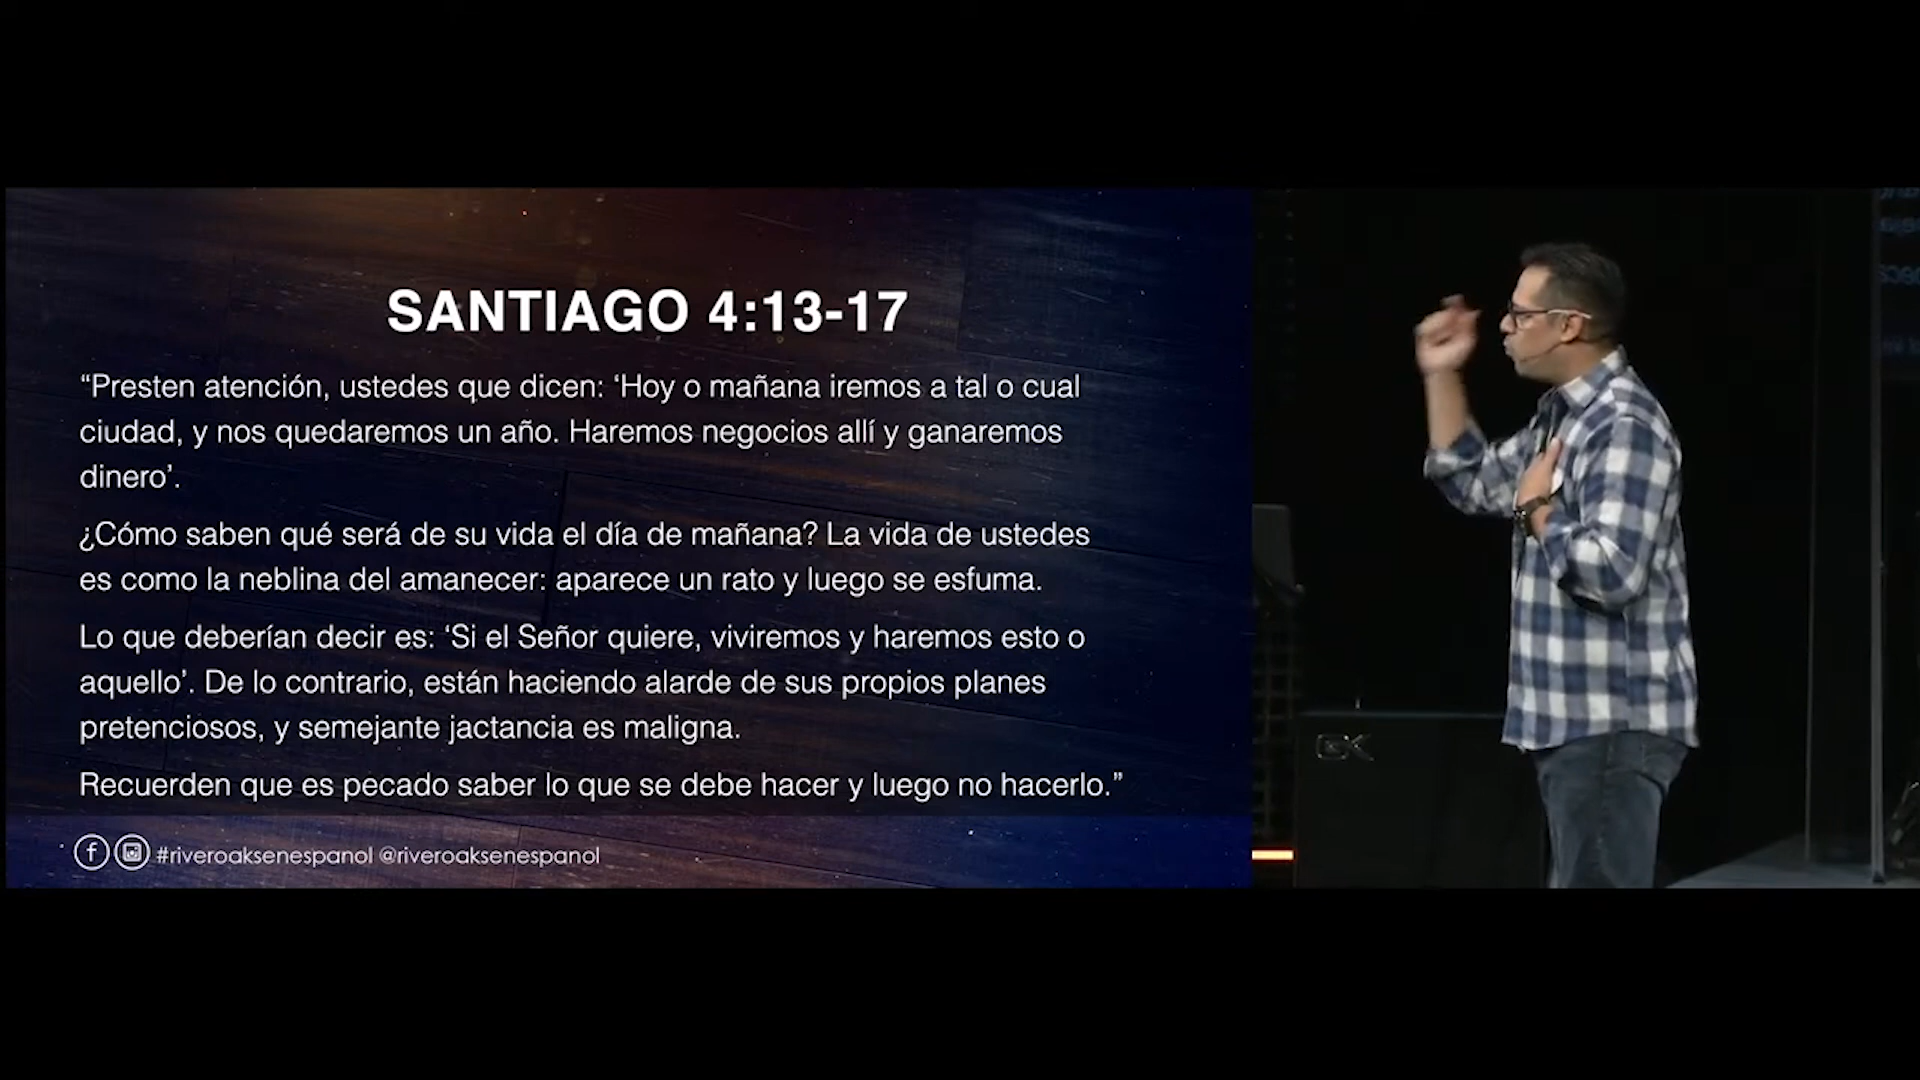 SANTIAGO 4:13-17
“Presten atención, ustedes que dicen: ‘Hoy o mañana iremos a tal o cual
ciudad, y nos quedaremos un año. Haremos negocios allí y ganaremos
dinero’.
¿Cómo saben qué será de su vida el día de mañana? La vida de ustedes
es como la neblina del amanecer: aparece un rato y luego se esfuma.
Lo que deberían decir es: ‘Si el Señor quiere, viviremos y haremos esto o
aquello’. De lo contrario, están haciendo alarde de sus propios planes
pretenciosos, y semejante jactancia es maligna.
Recuerden que es pecado saber lo que se debe hacer y luego no hacerlo.”
#riveroaksenespanol @riveroaksenespanol
GK